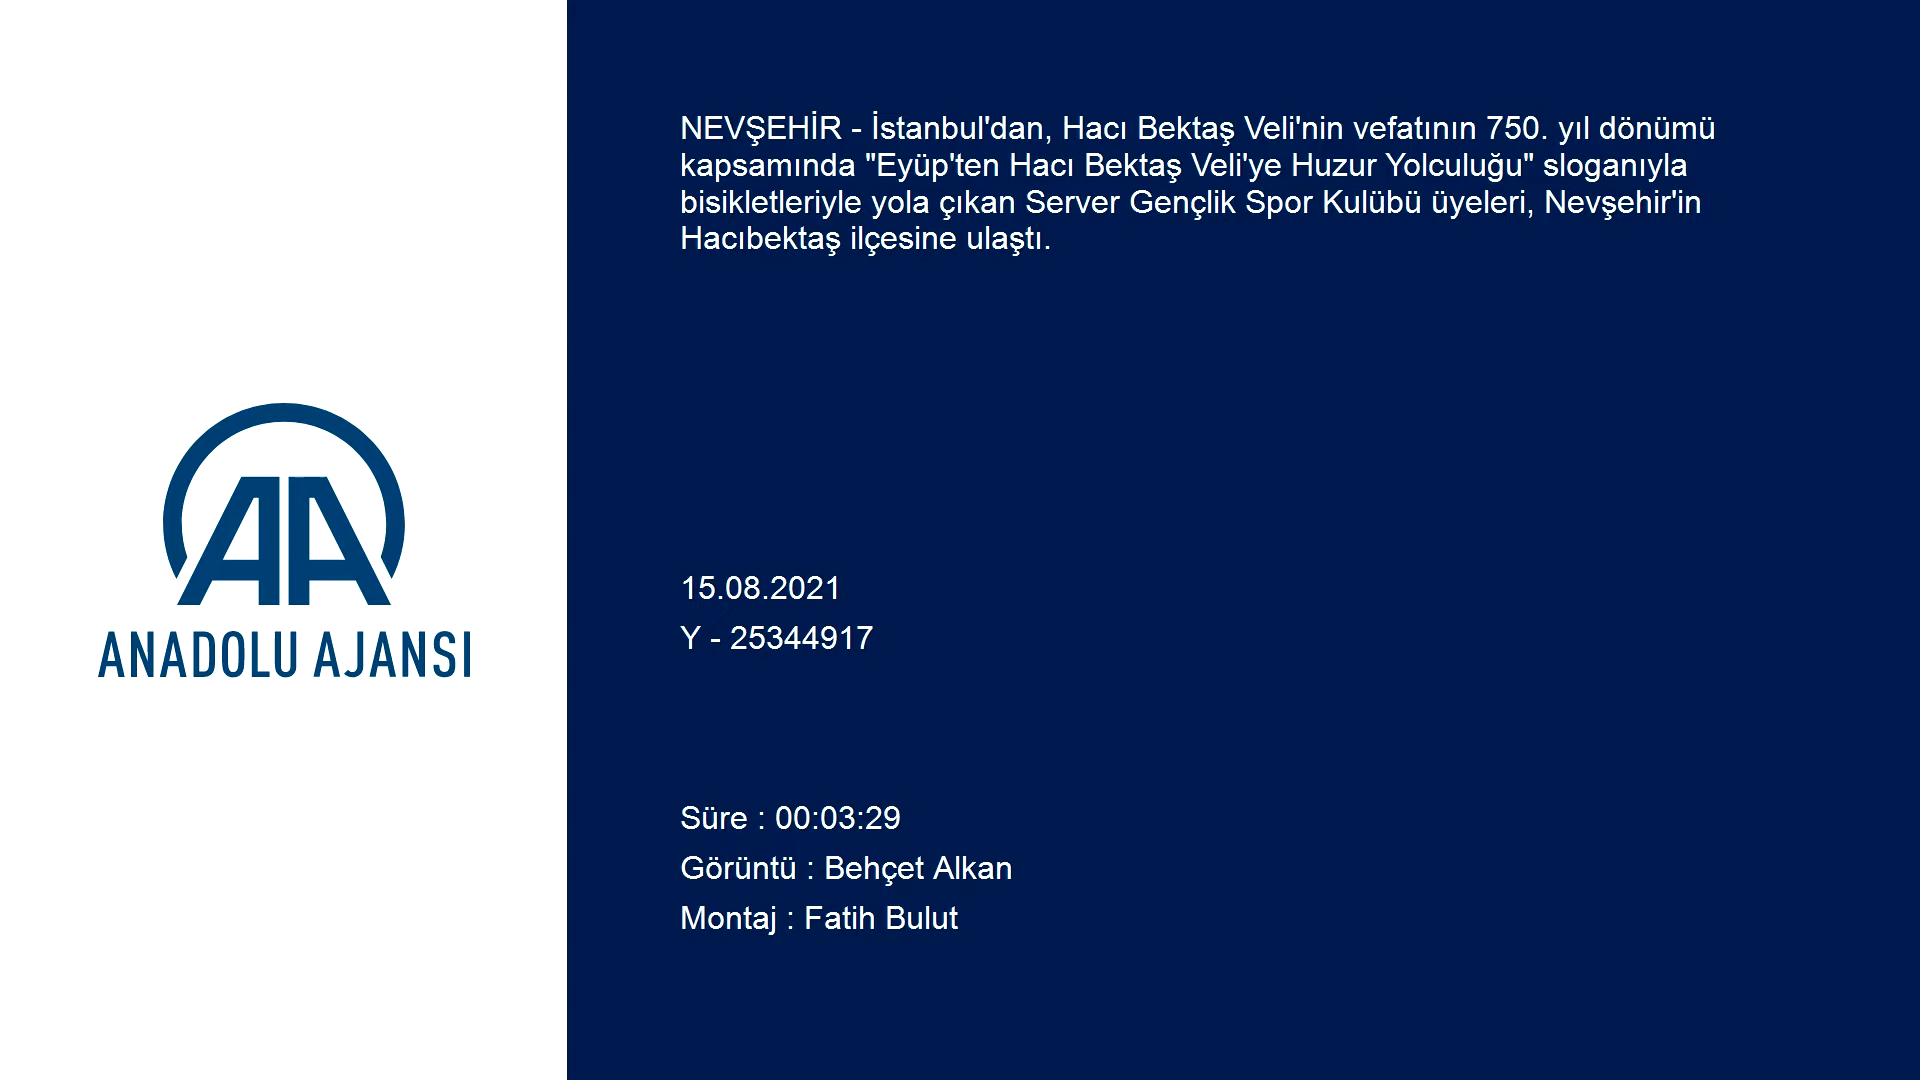 NEVŞEHİR - İstanbul'dan, Hacı Bektaş Veli'nin vefatının 750. yıl dönümü
kapsamında "Eyüp'ten Hacı Bektaş Veli'ye Huzur Yolculuğu" sloganıyla
bisikletleriyle yola çıkan Server Gençlik Spor Kulübü üyeleri, Nevşehir'in
Hacıbektaş ilçesine ulaştı.
AA
ANADOLU AJANSI
15.08.2021
Y - 25344917
Süre : 00:03:29
Görüntü : Behçet Alkan
Montaj : Fatih Bulut